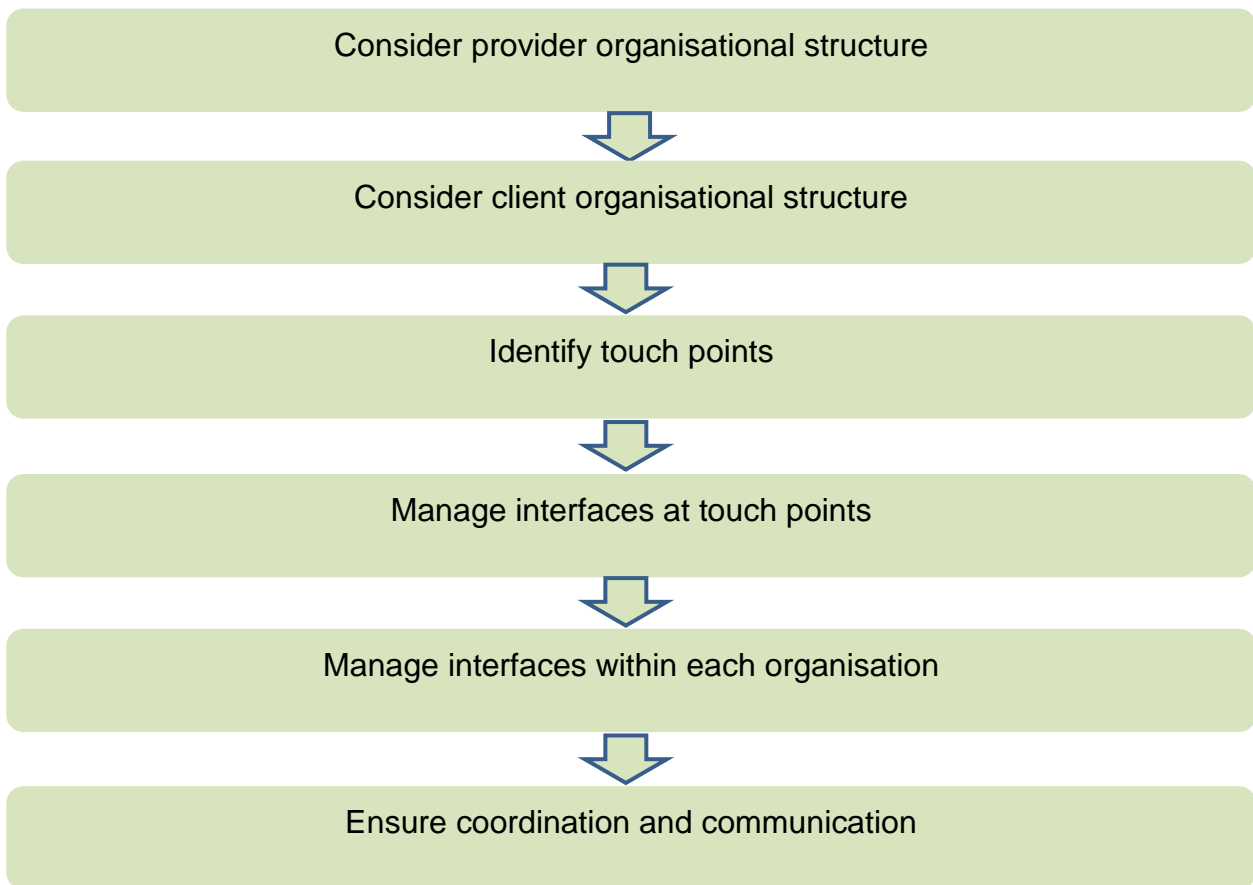 Consider provider organisational structure
Consider client organisational structure
Identify touch points
Manage interfaces at touch points
Manage interfaces within each organisation
Ensure coordination and communication